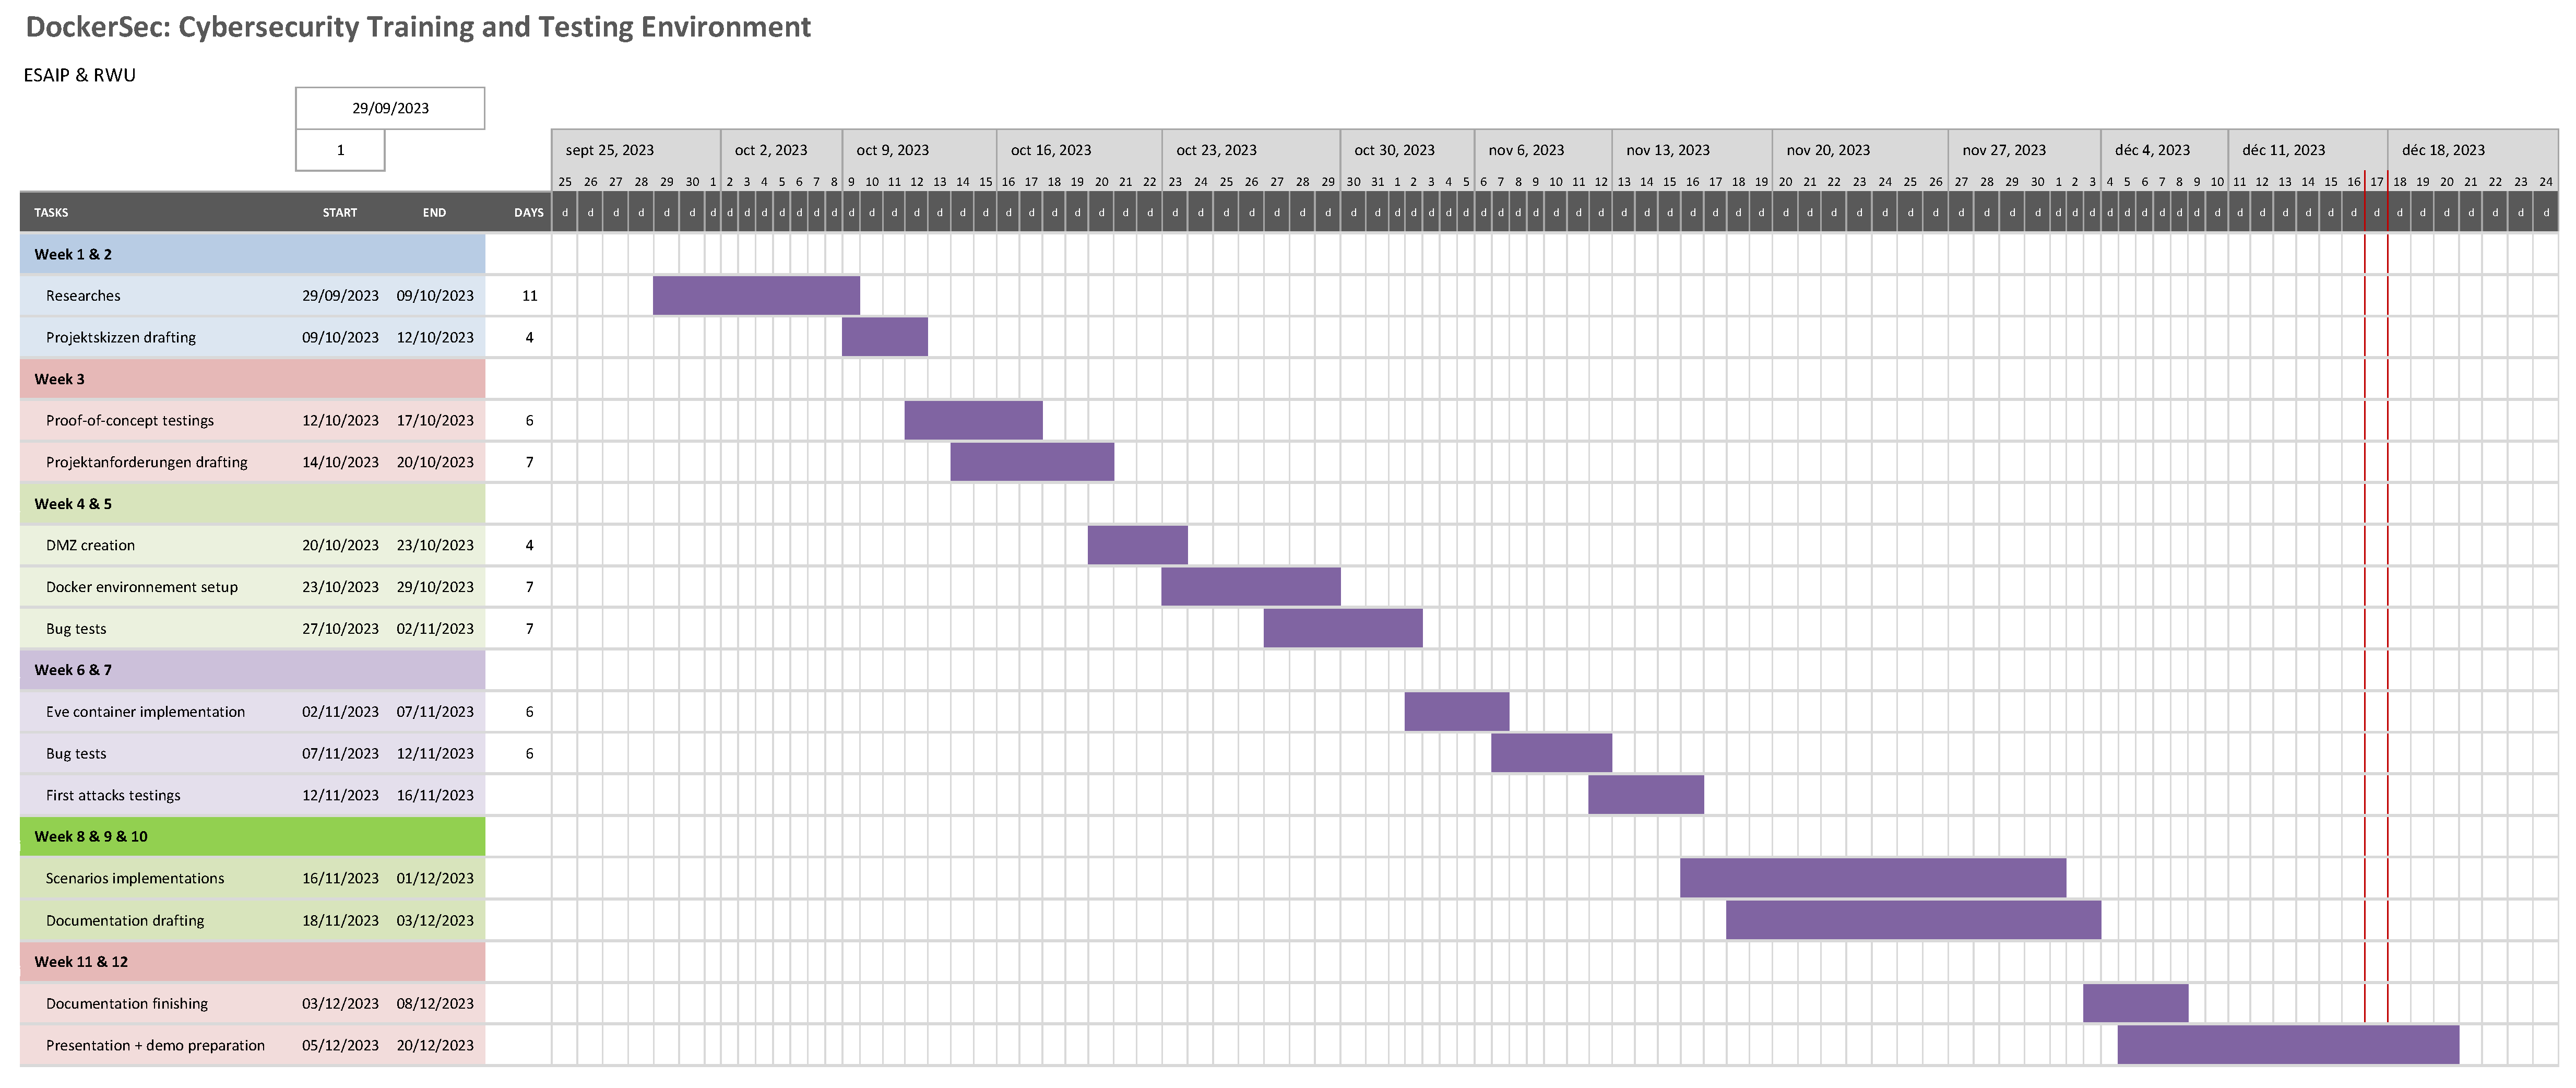 DockerSec: Cybersecurity Training and Testing Environment
ESAIP & RWU
29/09/2023
1
sept 25, 2023 oct 2, 2023 oct 9, 2023 oct 16, 2023 oct 23, 2023 oct 30, 2023 nov 6, 2023 nov 13, 2023 nov 20, 2023 nov 27, 2023 déc 4, 2023 déc 11, 2023 déc 18, 2023
25 26 27 28 29 30 1 2 3 4 5 6 7 8 9 10 11 12 13 14 15 16 17 18 19 20 21 22 23 24 25 26 27 28 29 30 31 1 2 3 4 5 6 7 8 9 10 11 12 13 14 15 16 17 18 19 20 21 22 23 24 25 26 27 28 29 30 1 2 3 4 5 6 7 8 9 10 11 12 13 14 15 16 17 18 19 20 21 22 23 24
TASKS START END DAYS d d d d d d d d d d d d d d d d d d d d d d d d d d d d d d d d d d d d d d d d d d d d d d d d d d d d d d d d d d d d d d d d d d d d d d d d d d d d d d d d d d d d d d d d d d d
Week 1 & 2
Researches 29/09/2023 09/10/2023 11
Projektskizzen drafting 09/10/2023 12/10/2023 4
Week 3
Proof-of-concept testings 12/10/2023 17/10/2023 6
Projektanforderungen drafting 14/10/2023 20/10/2023 7
Week 4 & 5
DMZ creation 20/10/2023 23/10/2023 4
Docker environnement setup 23/10/2023 29/10/2023 7
Bug tests 27/10/2023 02/11/2023 7
Week 6 & 7
Eve container implementation 02/11/2023 07/11/2023 6
Bug tests 07/11/2023 12/11/2023 6
First attacks testings 12/11/2023 16/11/2023
Week 8 & 9 & 10
Scenarios implementations 16/11/2023 01/12/2023
Documentation drafting 18/11/2023 03/12/2023
Week 11 & 12
Documentation finishing 03/12/2023 08/12/2023
Presentation + demo preparation 05/12/2023 20/12/2023